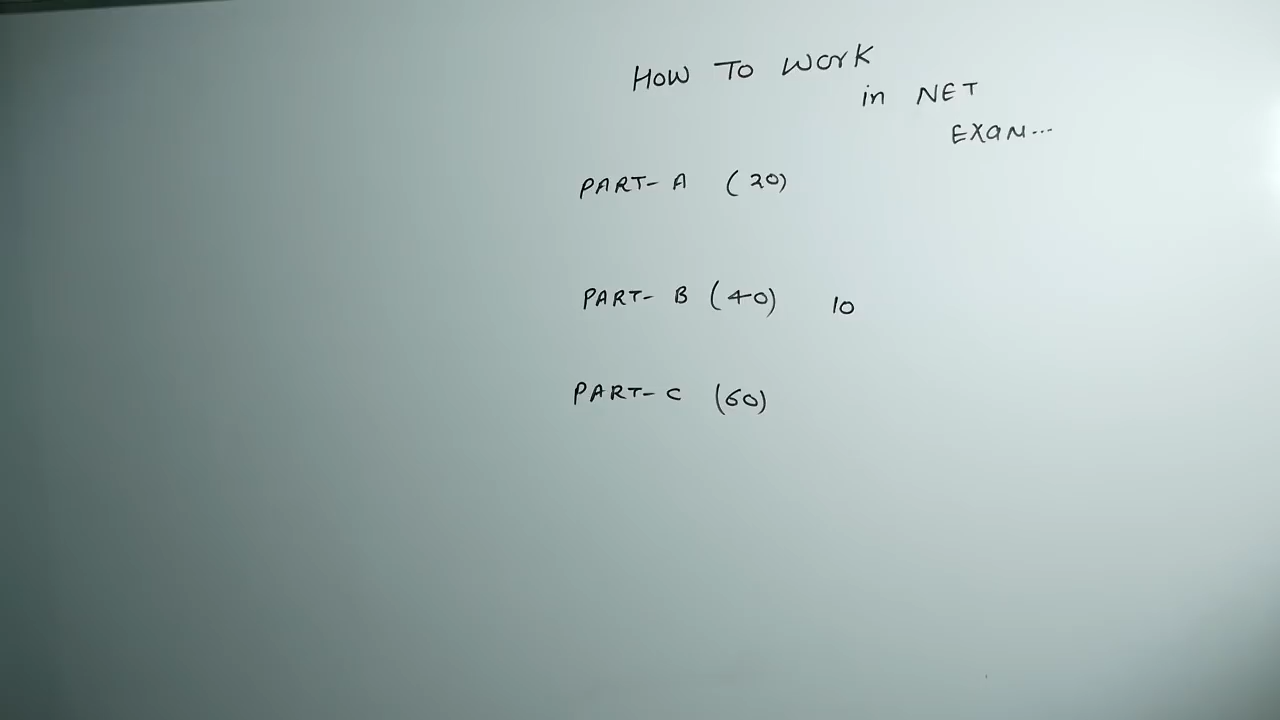 HOW TO WORK
in NET
EXAM...
PART- A (20)
PART- B (40) 10
PART- C (60)